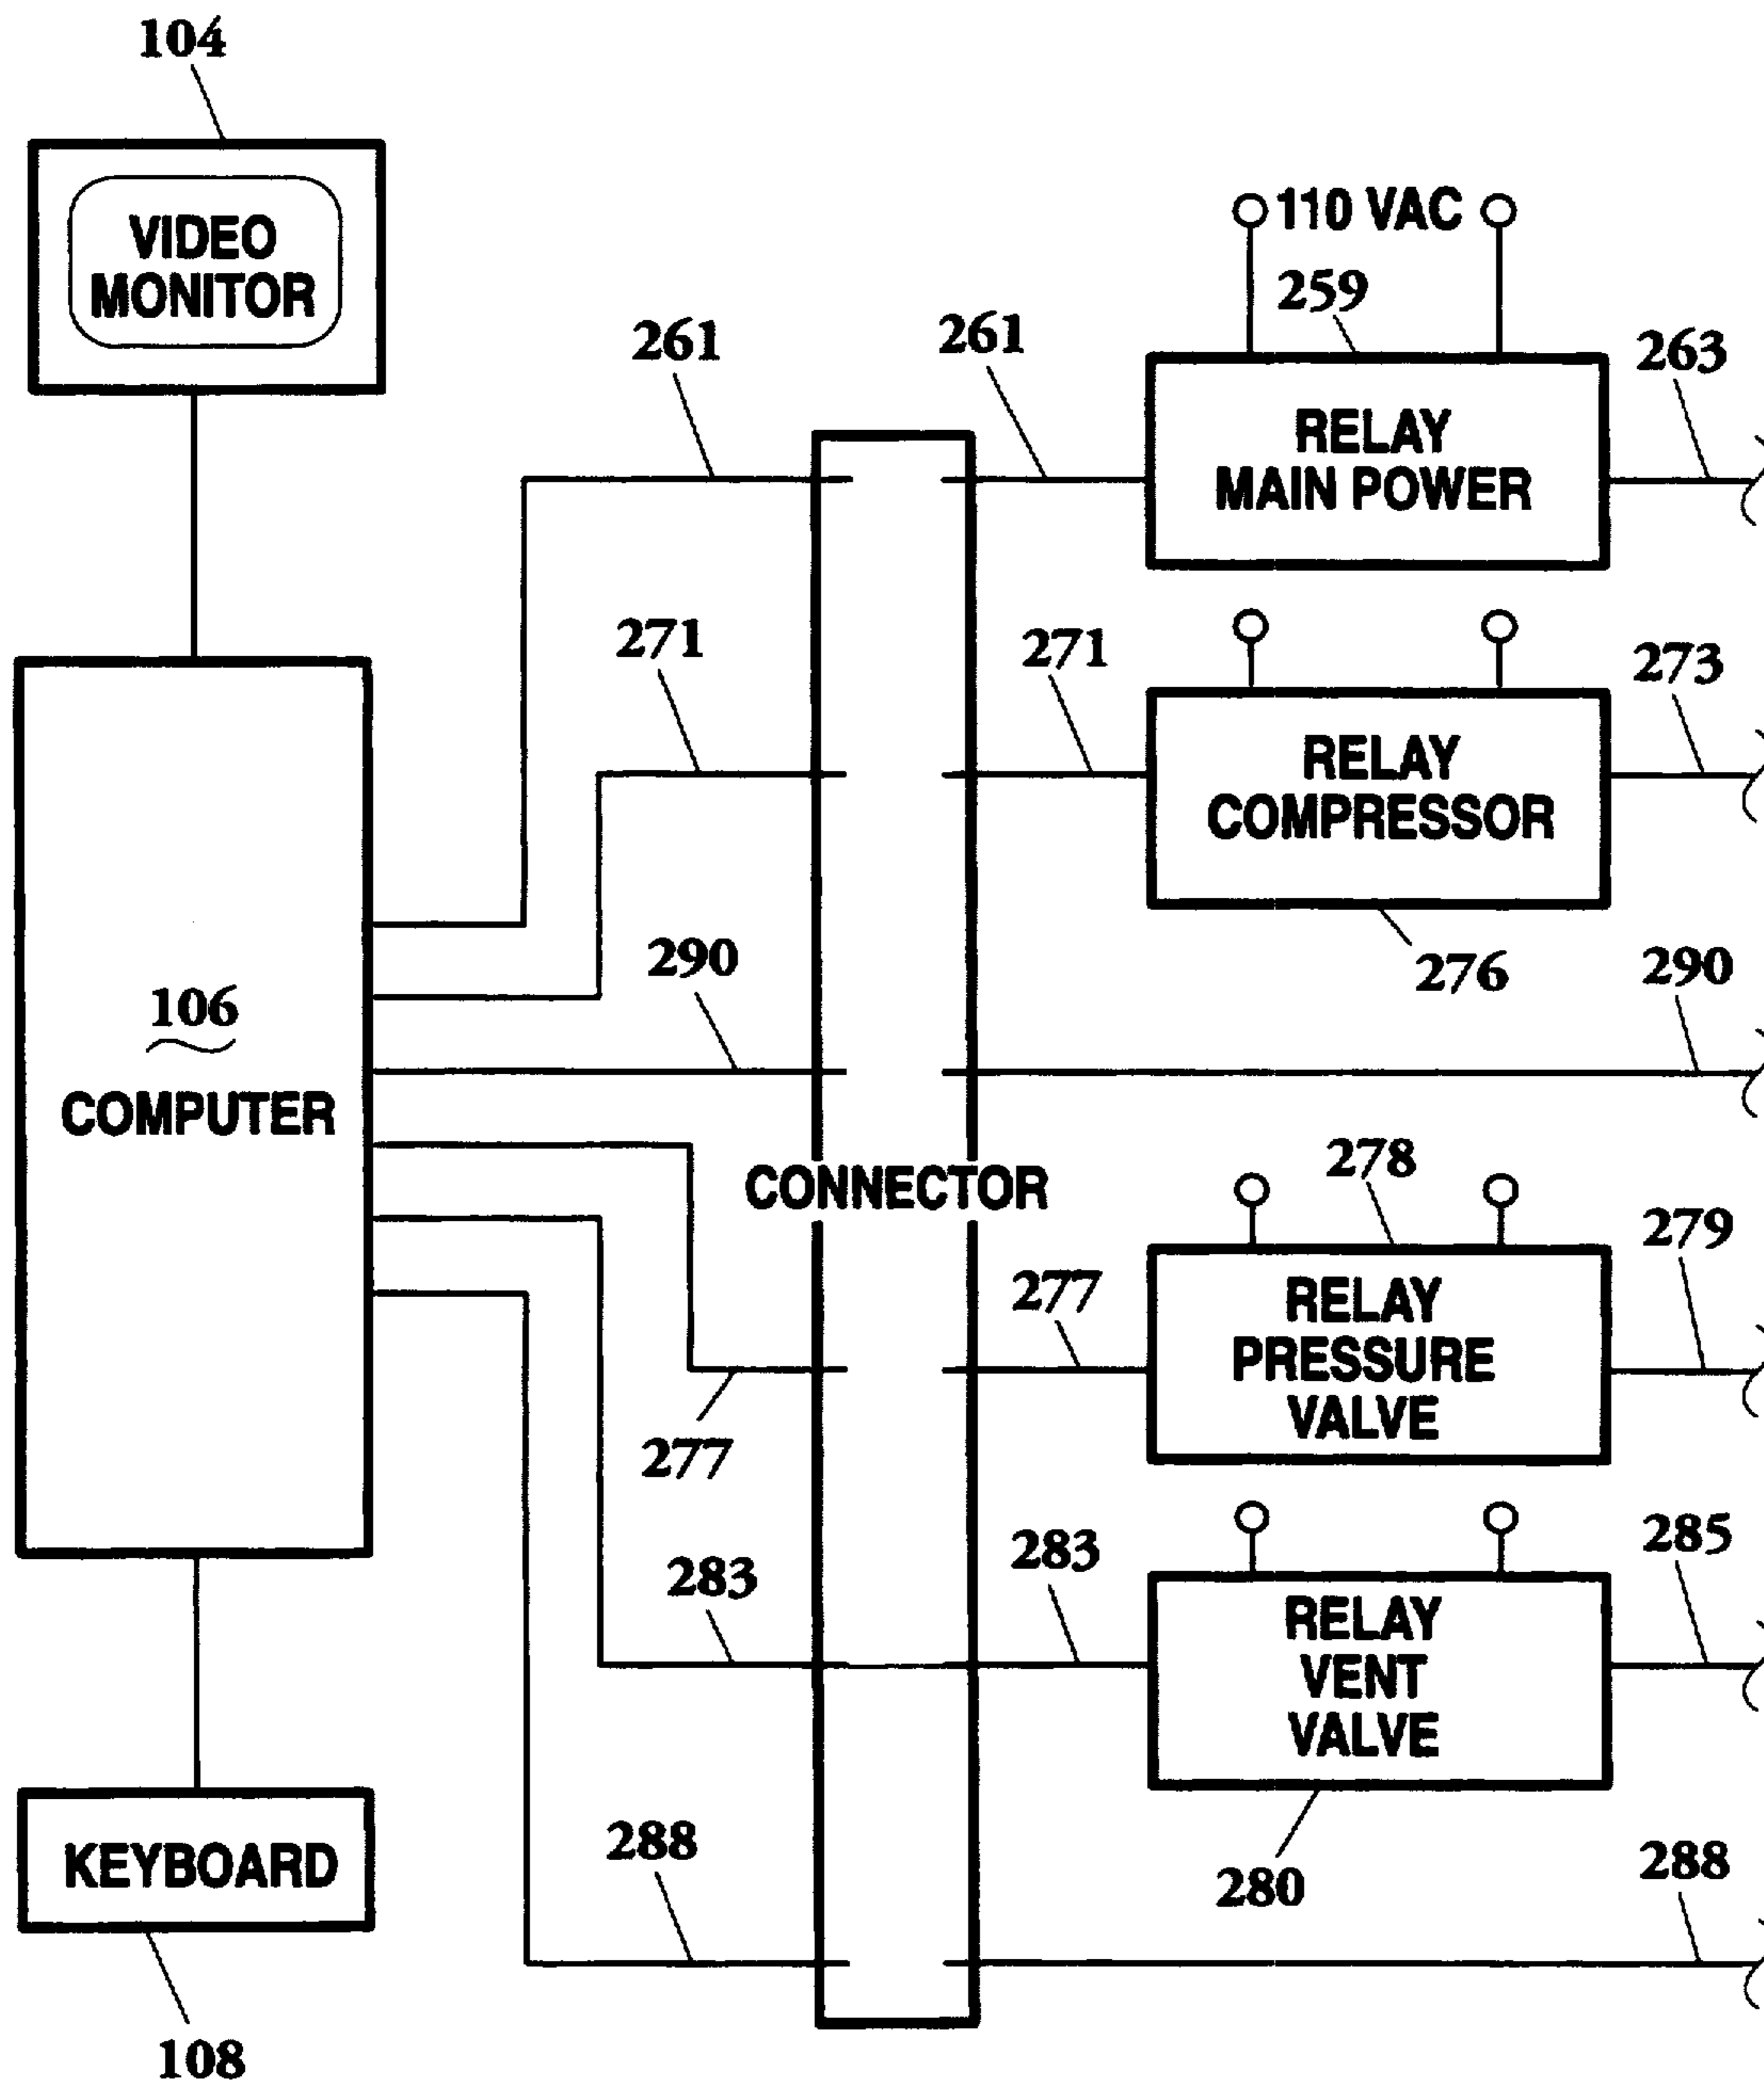 104
VIDEO
MONITOR
110 VAC
259
261
261
263
RELAY
MAIN POWER
271
271
273
RELAY
COMPRESSOR
276
290
290
106
COMPUTER
CONNECTOR
278
279
277
277
RELAY
PRESSURE
VALVE
283
283
285
RELAY
VENT
VALVE
280
KEYBOARD
288
288
108